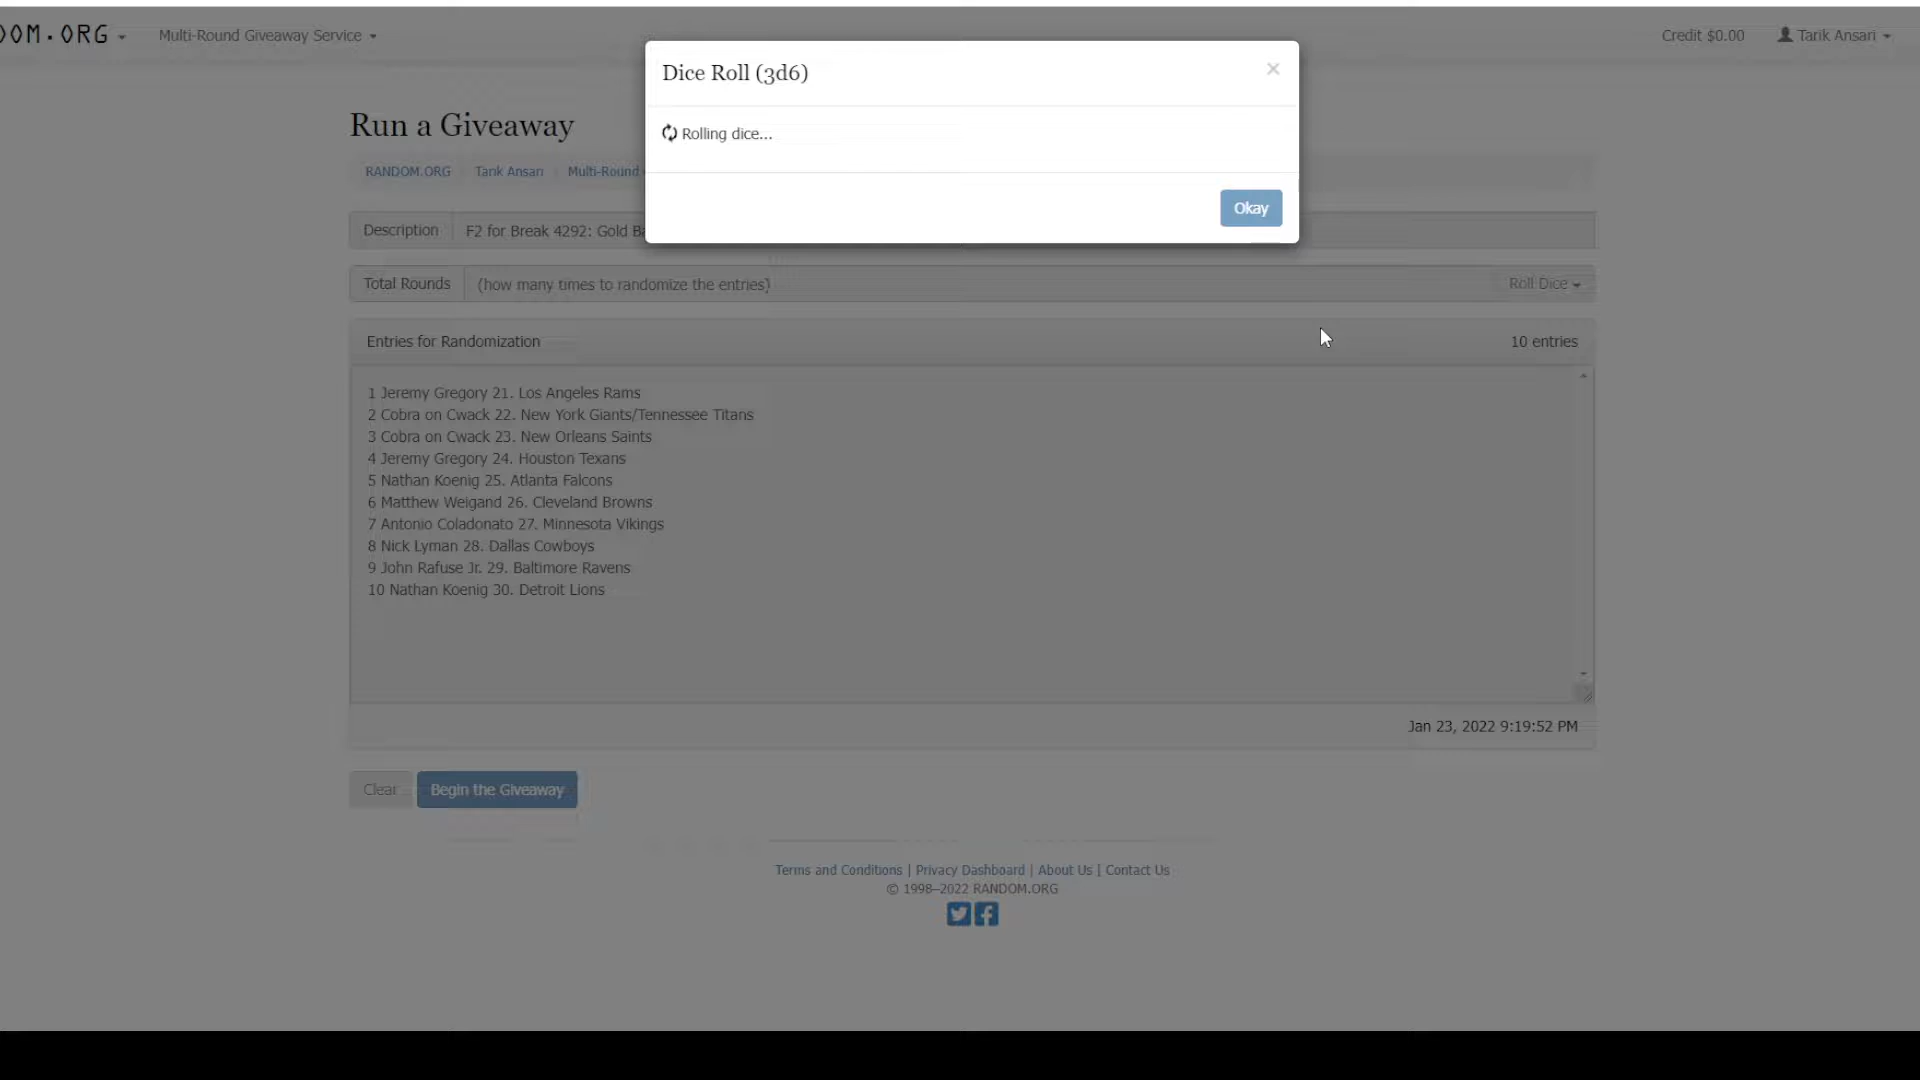 OOM.ORG
Multi-Round Giveaway Service
Credit $0.00
Tarik Ansari
Dice Roll (3d6)
×
Rolling dice...
Okay
Run a Giveaway
RANDOM.ORG
Tarik Ansari
Multi-Round
Description
F2 for Break 4292: Gold Ba
Total Rounds
(how many times to randomize the entries)
Roll Dice
Entries for Randomization
10 entries
1 Jeremy Gregory 21. Los Angeles Rams
2 Cobra on Cwack 22. New York Giants/Tennessee Titans
3 Cobra on Cwack 23. New Orleans Saints
4 Jeremy Gregory 24. Houston Texans
5 Nathan Koenig 25. Atlanta Falcons
6 Matthew Weigand 26. Cleveland Browns
7 Antonio Coladonato 27. Minnesota Vikings
8 Nick Lyman 28. Dallas Cowboys
9 John Rafuse Jr. 29. Baltimore Ravens
10 Nathan Koenig 30. Detroit Lions
Jan 23, 2022 9:19:52 PM
Clear
Begin the Giveaway
Terms and Conditions | Privacy Dashboard | About Us | Contact Us
© 1998–2022 RANDOM.ORG